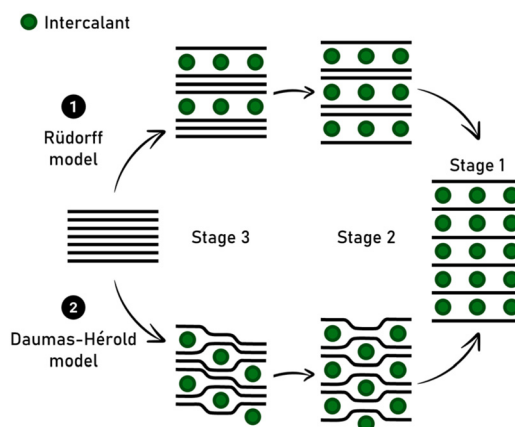 Intercalant
1
Rüdorff
model
Stage 1
Stage 3
Stage 2
2
Daumas-Hérold
model